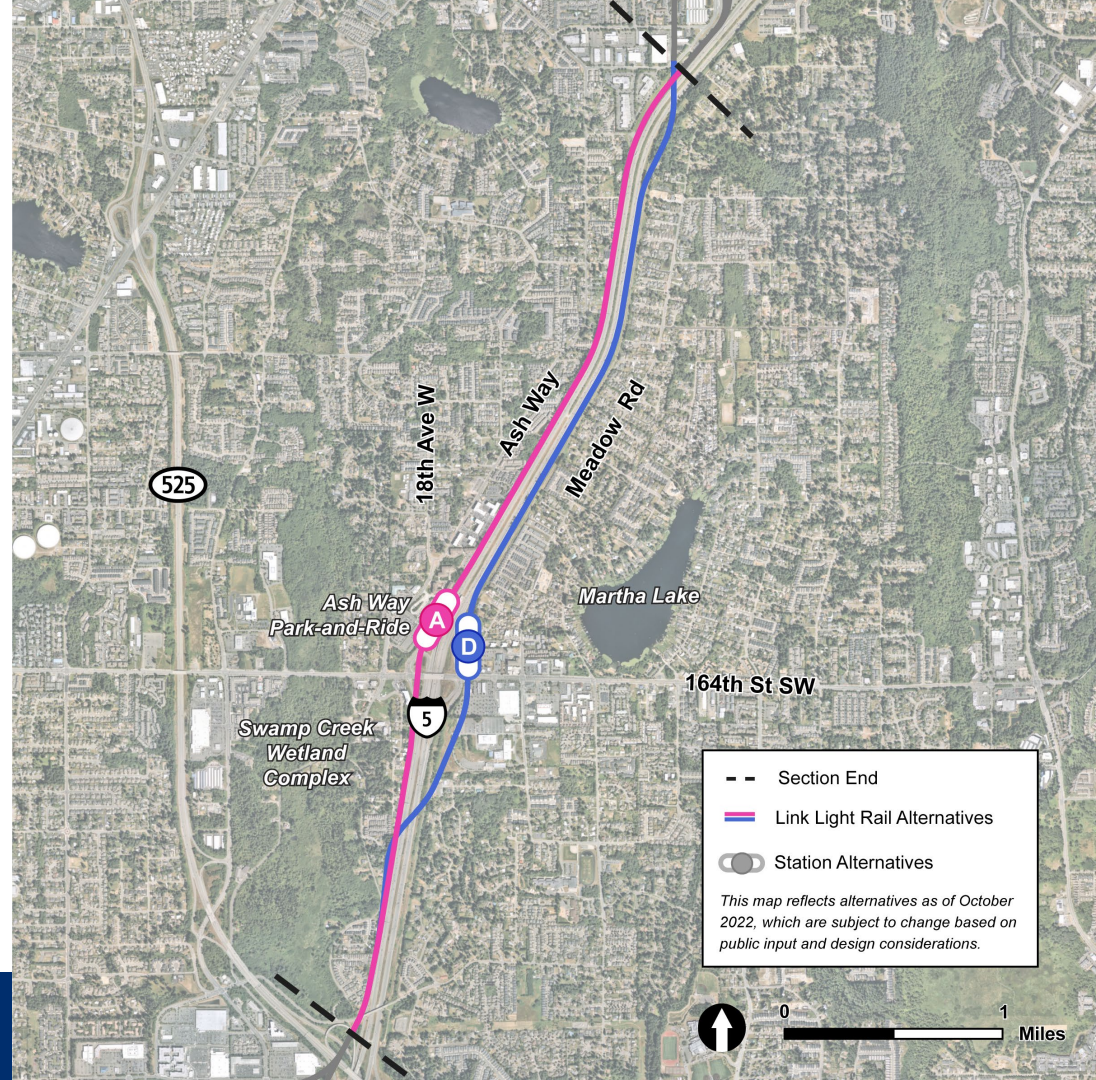 Ash Way
18th Ave W
Meadow Rd
525
Ash Way
Park-and-Ride
A
D
Martha Lake
164th St SW
5
Swamp Creek
Wetland
Complex
Section End
Link Light Rail Alternatives
Station Alternatives
This map reflects alternatives as of October
2022, which are subject to change based on
public input and design considerations.
0
1
Miles